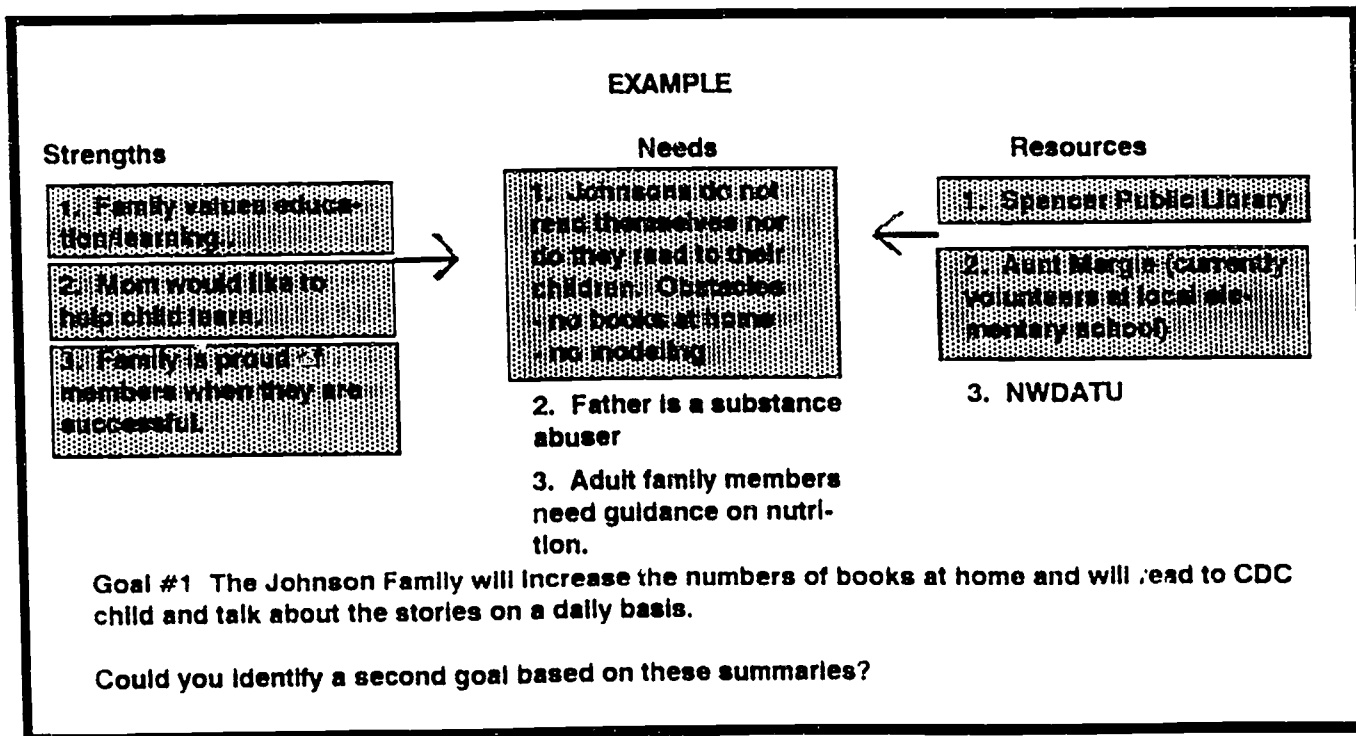 EXAMPLE
Strengths
1. Family values educa-
tion/learning.
2. Mom would like to
help child learn.
3. Family is proud
members when they are
successful.
Needs
1. Johnsons do not
read themselves nor
do they read to their
children. Obstacles
- no books at home
- no modeling
2. Father is a substance
abuser
3. Adult family members
need guidance on nutri-
tion.
Resources
1. Spencer Public Library
2. Aunt Margie (currently
volunteers at local ele-
mentary school)
3. NWDATU
Goal #1 The Johnson Family will increase the numbers of books at home and will read to CDC
child and talk about the stories on a daily basis.
Could you identify a second goal based on these summaries?